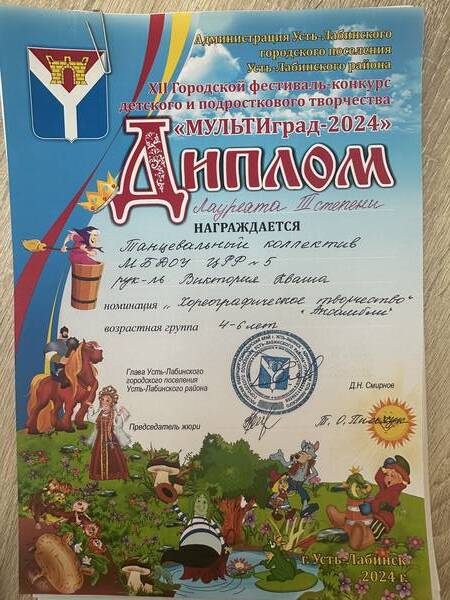 Администрация Усть-Лабинского
городского поселения
Усть-Лабинского района
XII Городской фестиваль-конкурс
детского и подросткового творчества
«МУЛЬТИград-2024»
Диплом
Лауреата III степени
НАГРАЖДАЕТСЯ
Танцевальный коллектив
МБДОУ ЦРР №5
рук-ль Виктория Кваша
номинация „Хореографическое творчество"
„Ансамбли"
возрастная группа 4-6 лет
Глава Усть-Лабинского
городского поселения
Усть-Лабинского района
Д.Н. Смирнов
Председатель жюри
Т. О.
г. Усть-Лабинск
2024 г.